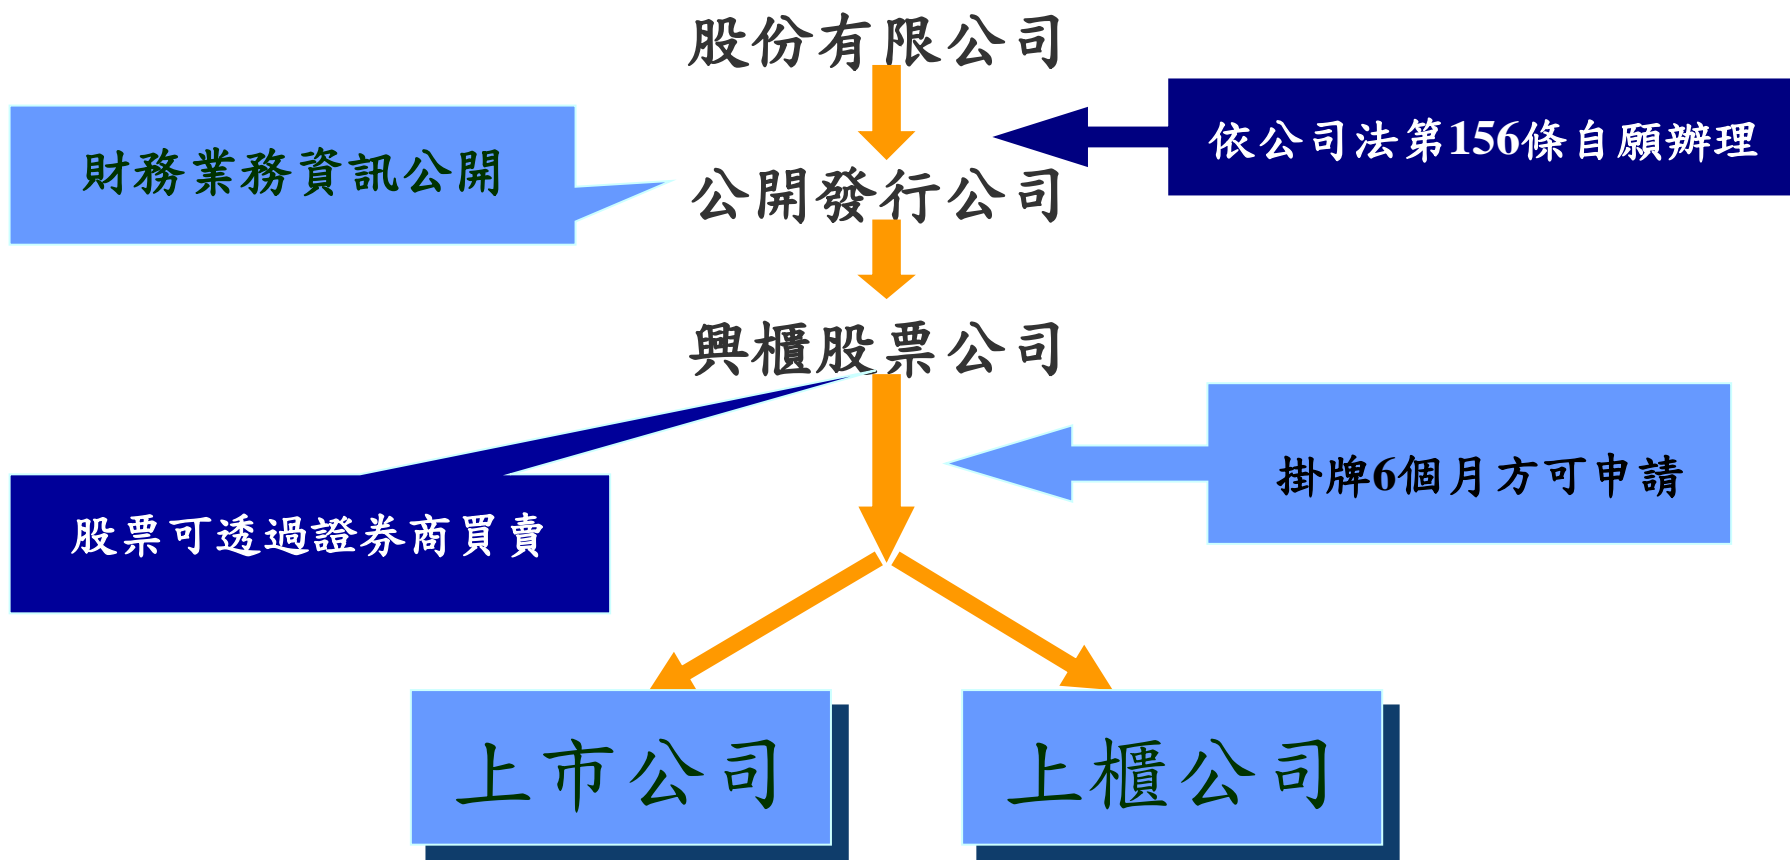 股份有限公司
依公司法第156條自願辦理
財務業務資訊公開
公開發行公司
興櫃股票公司
掛牌6個月方可申請
股票可透過證券商買賣
上市公司
上櫃公司